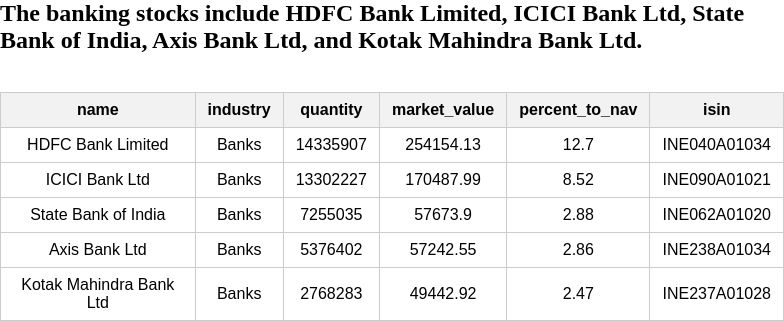 The banking stocks include HDFC Bank Limited, ICICI Bank Ltd, State
Bank of India, Axis Bank Ltd, and Kotak Mahindra Bank Ltd.
name industry quantity market_value percent_to_nav isin
HDFC Bank Limited Banks 14335907 254154.13 12.7 INE040A01034
ICICI Bank Ltd Banks 13302227 170487.99 8.52 INE090A01021
State Bank of India Banks 7255035 57673.9 2.88 INE062A01020
Axis Bank Ltd Banks 5376402 57242.55 2.86 INE238A01034
Kotak Mahindra Bank
Ltd Banks 2768283 49442.92 2.47 INE237A01028